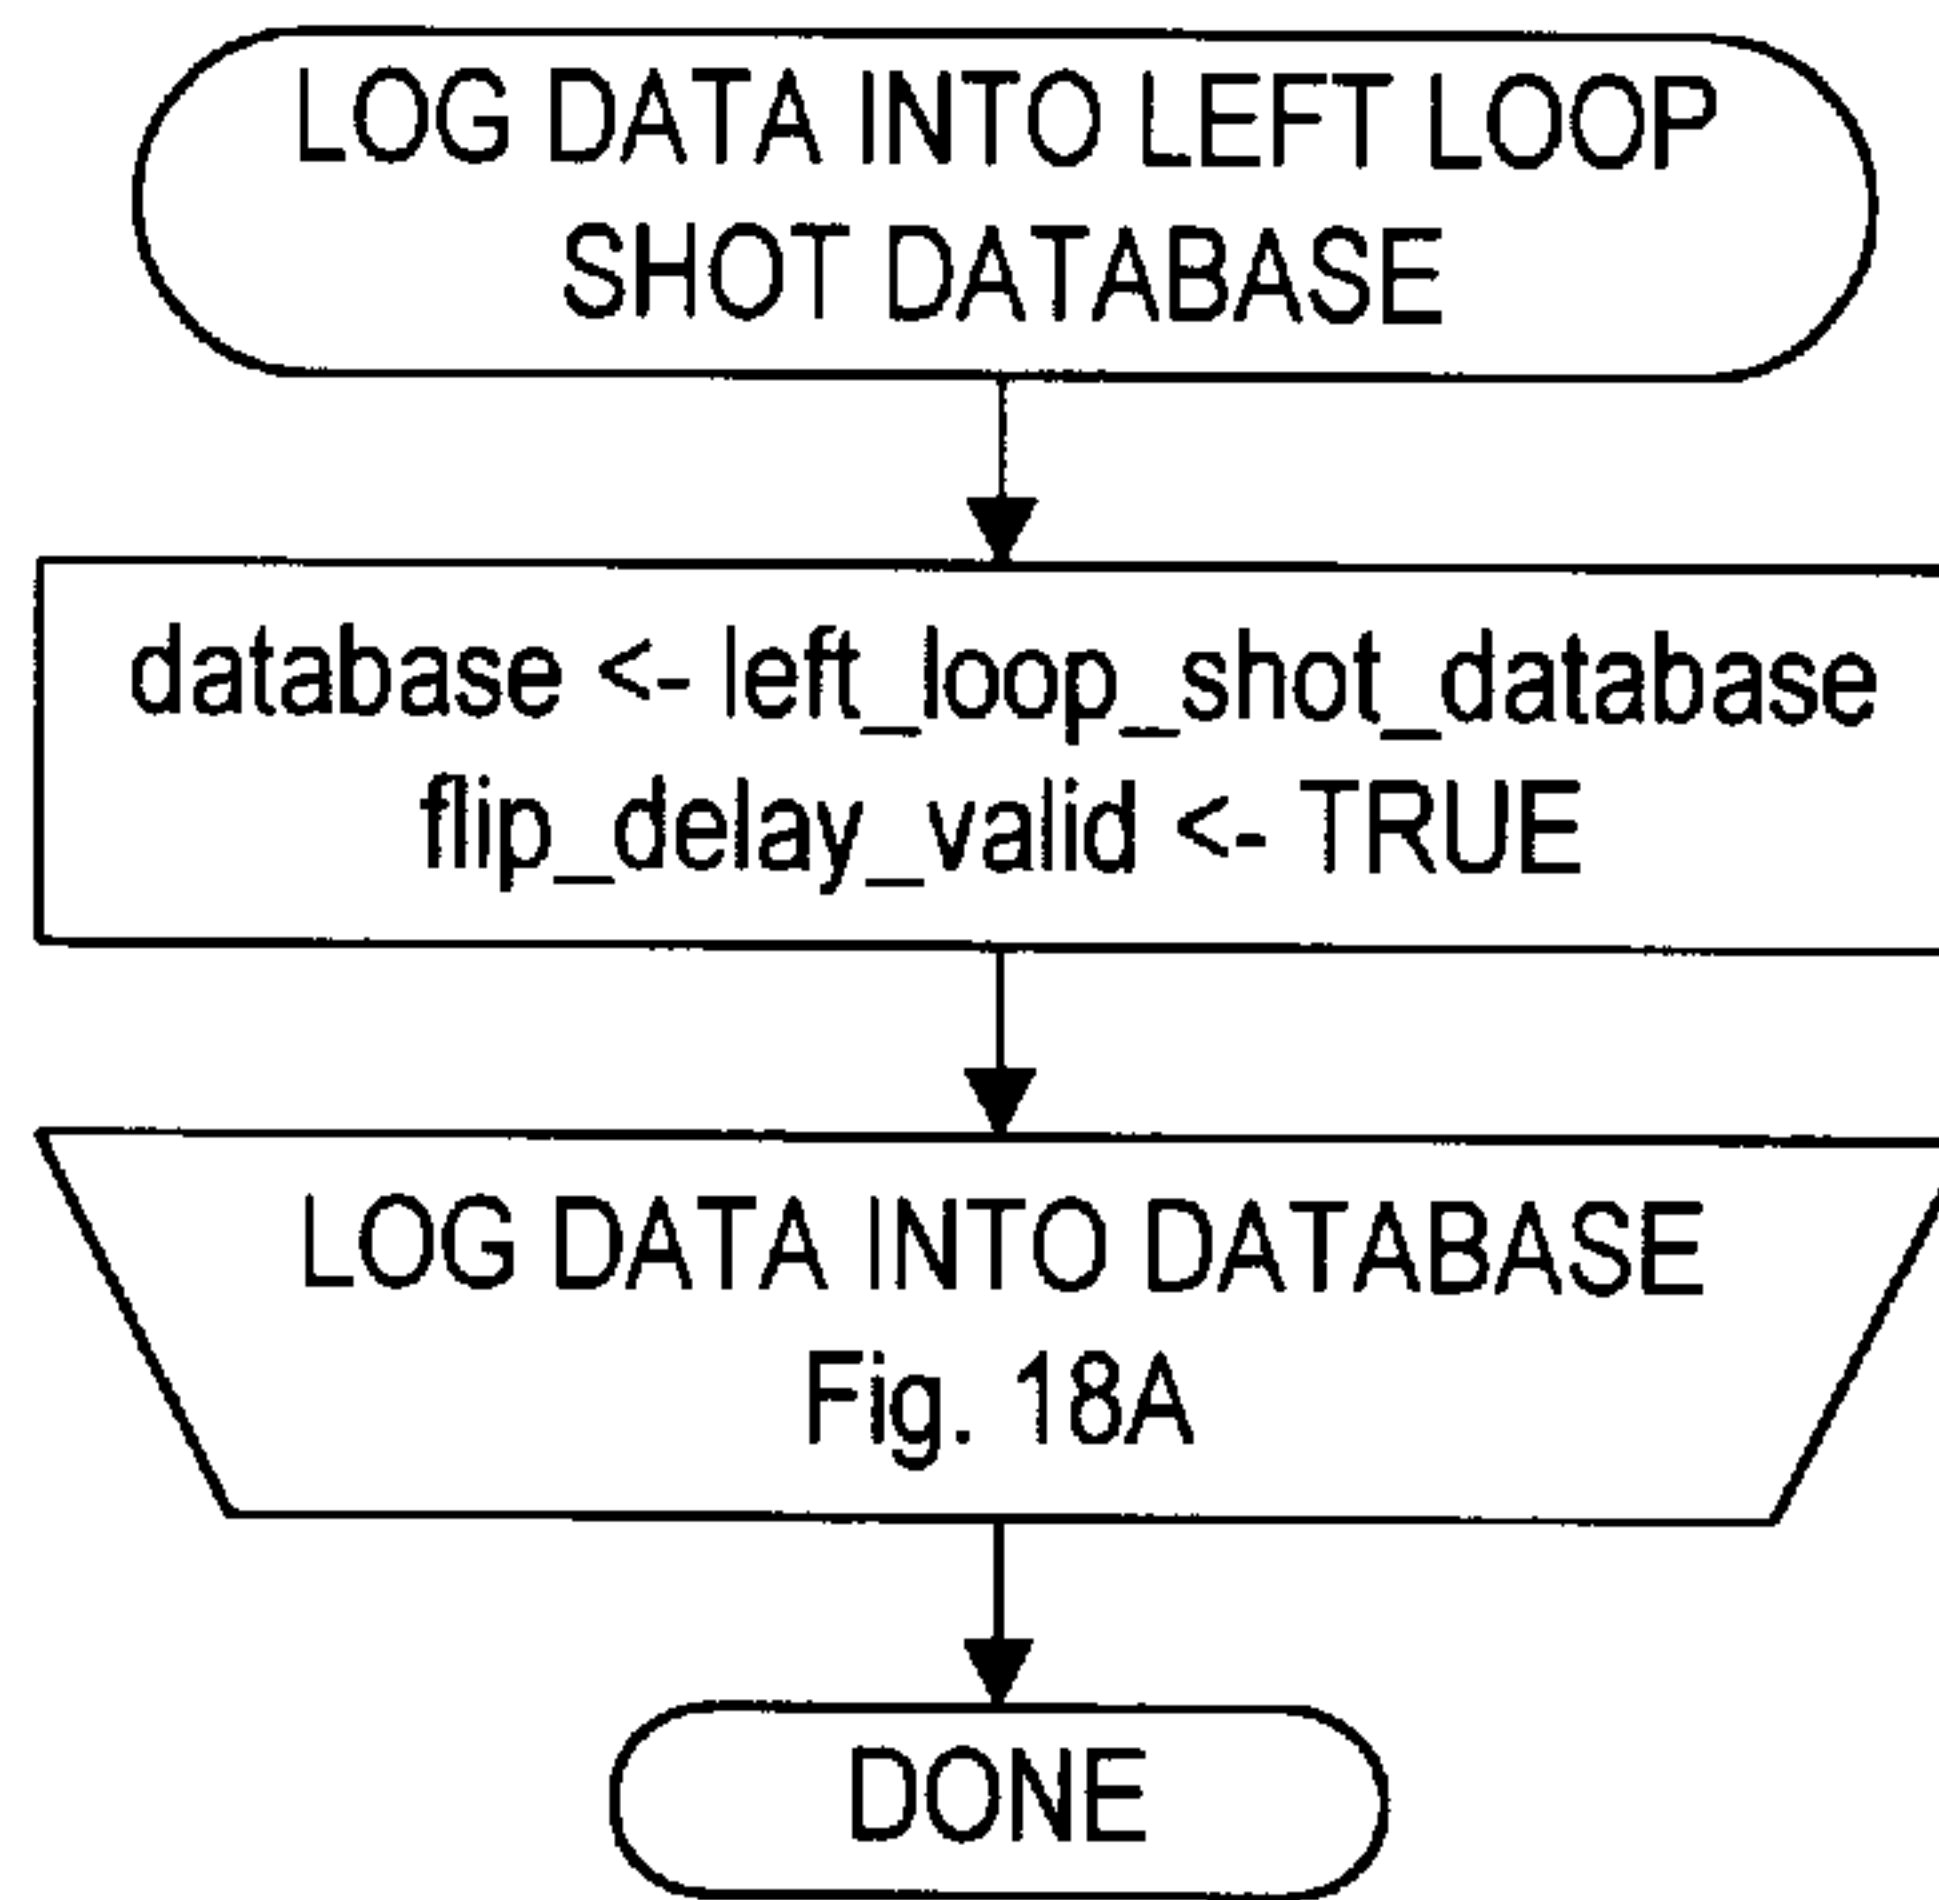 LOG DATA INTO LEFT LOOP
SHOT DATABASE
database <- left_loop_shot_database
flip_delay_valid <- TRUE
LOG DATA INTO DATABASE
Fig. 18A
DONE